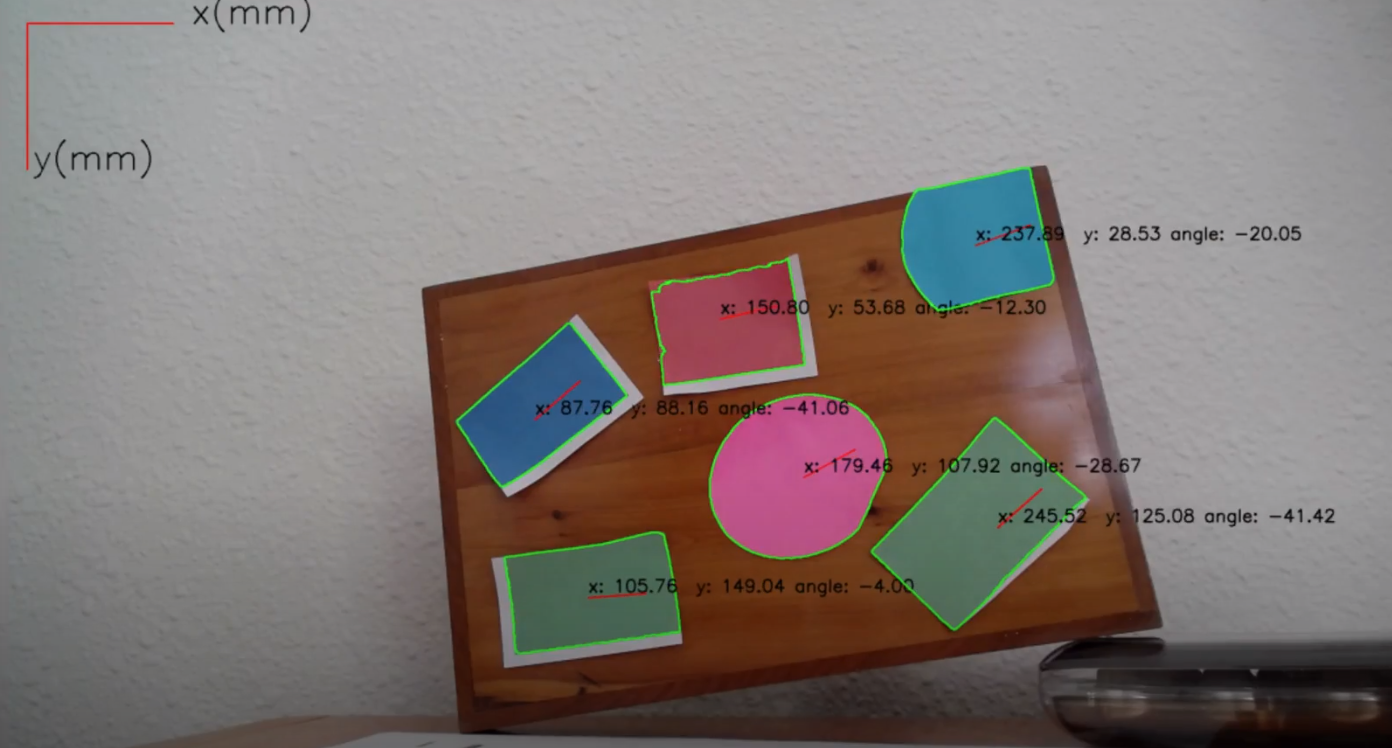 x(mm)
y(mm)
x: 237.89 y: 28.53 angle: −20.05
x: 150.80 y: 53.68 angle: −12.30
x: 87.76 y: 88.16 angle: −41.06
x: 179.46 y: 107.92 angle: −28.67
x: 245.52 y: 125.08 angle: −41.42
x: 105.76 y: 149.04 angle: −4.00